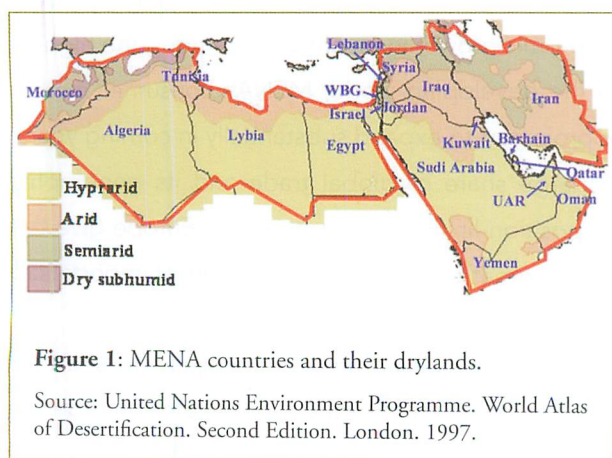 Lebanon
Syria
Morocco
Tunisia
WBG
Iraq
Iran
Israel
Jordan
Algeria
Lybia
Egypt
Kuwait
Barhain
Sudi Arabia
Qatar
UAR
Oman
Yemen
Hyprarid
Arid
Semiarid
Dry subhumid
Figure 1: MENA countries and their drylands.
Source: United Nations Environment Programme. World Atlas
of Desertification. Second Edition. London. 1997.